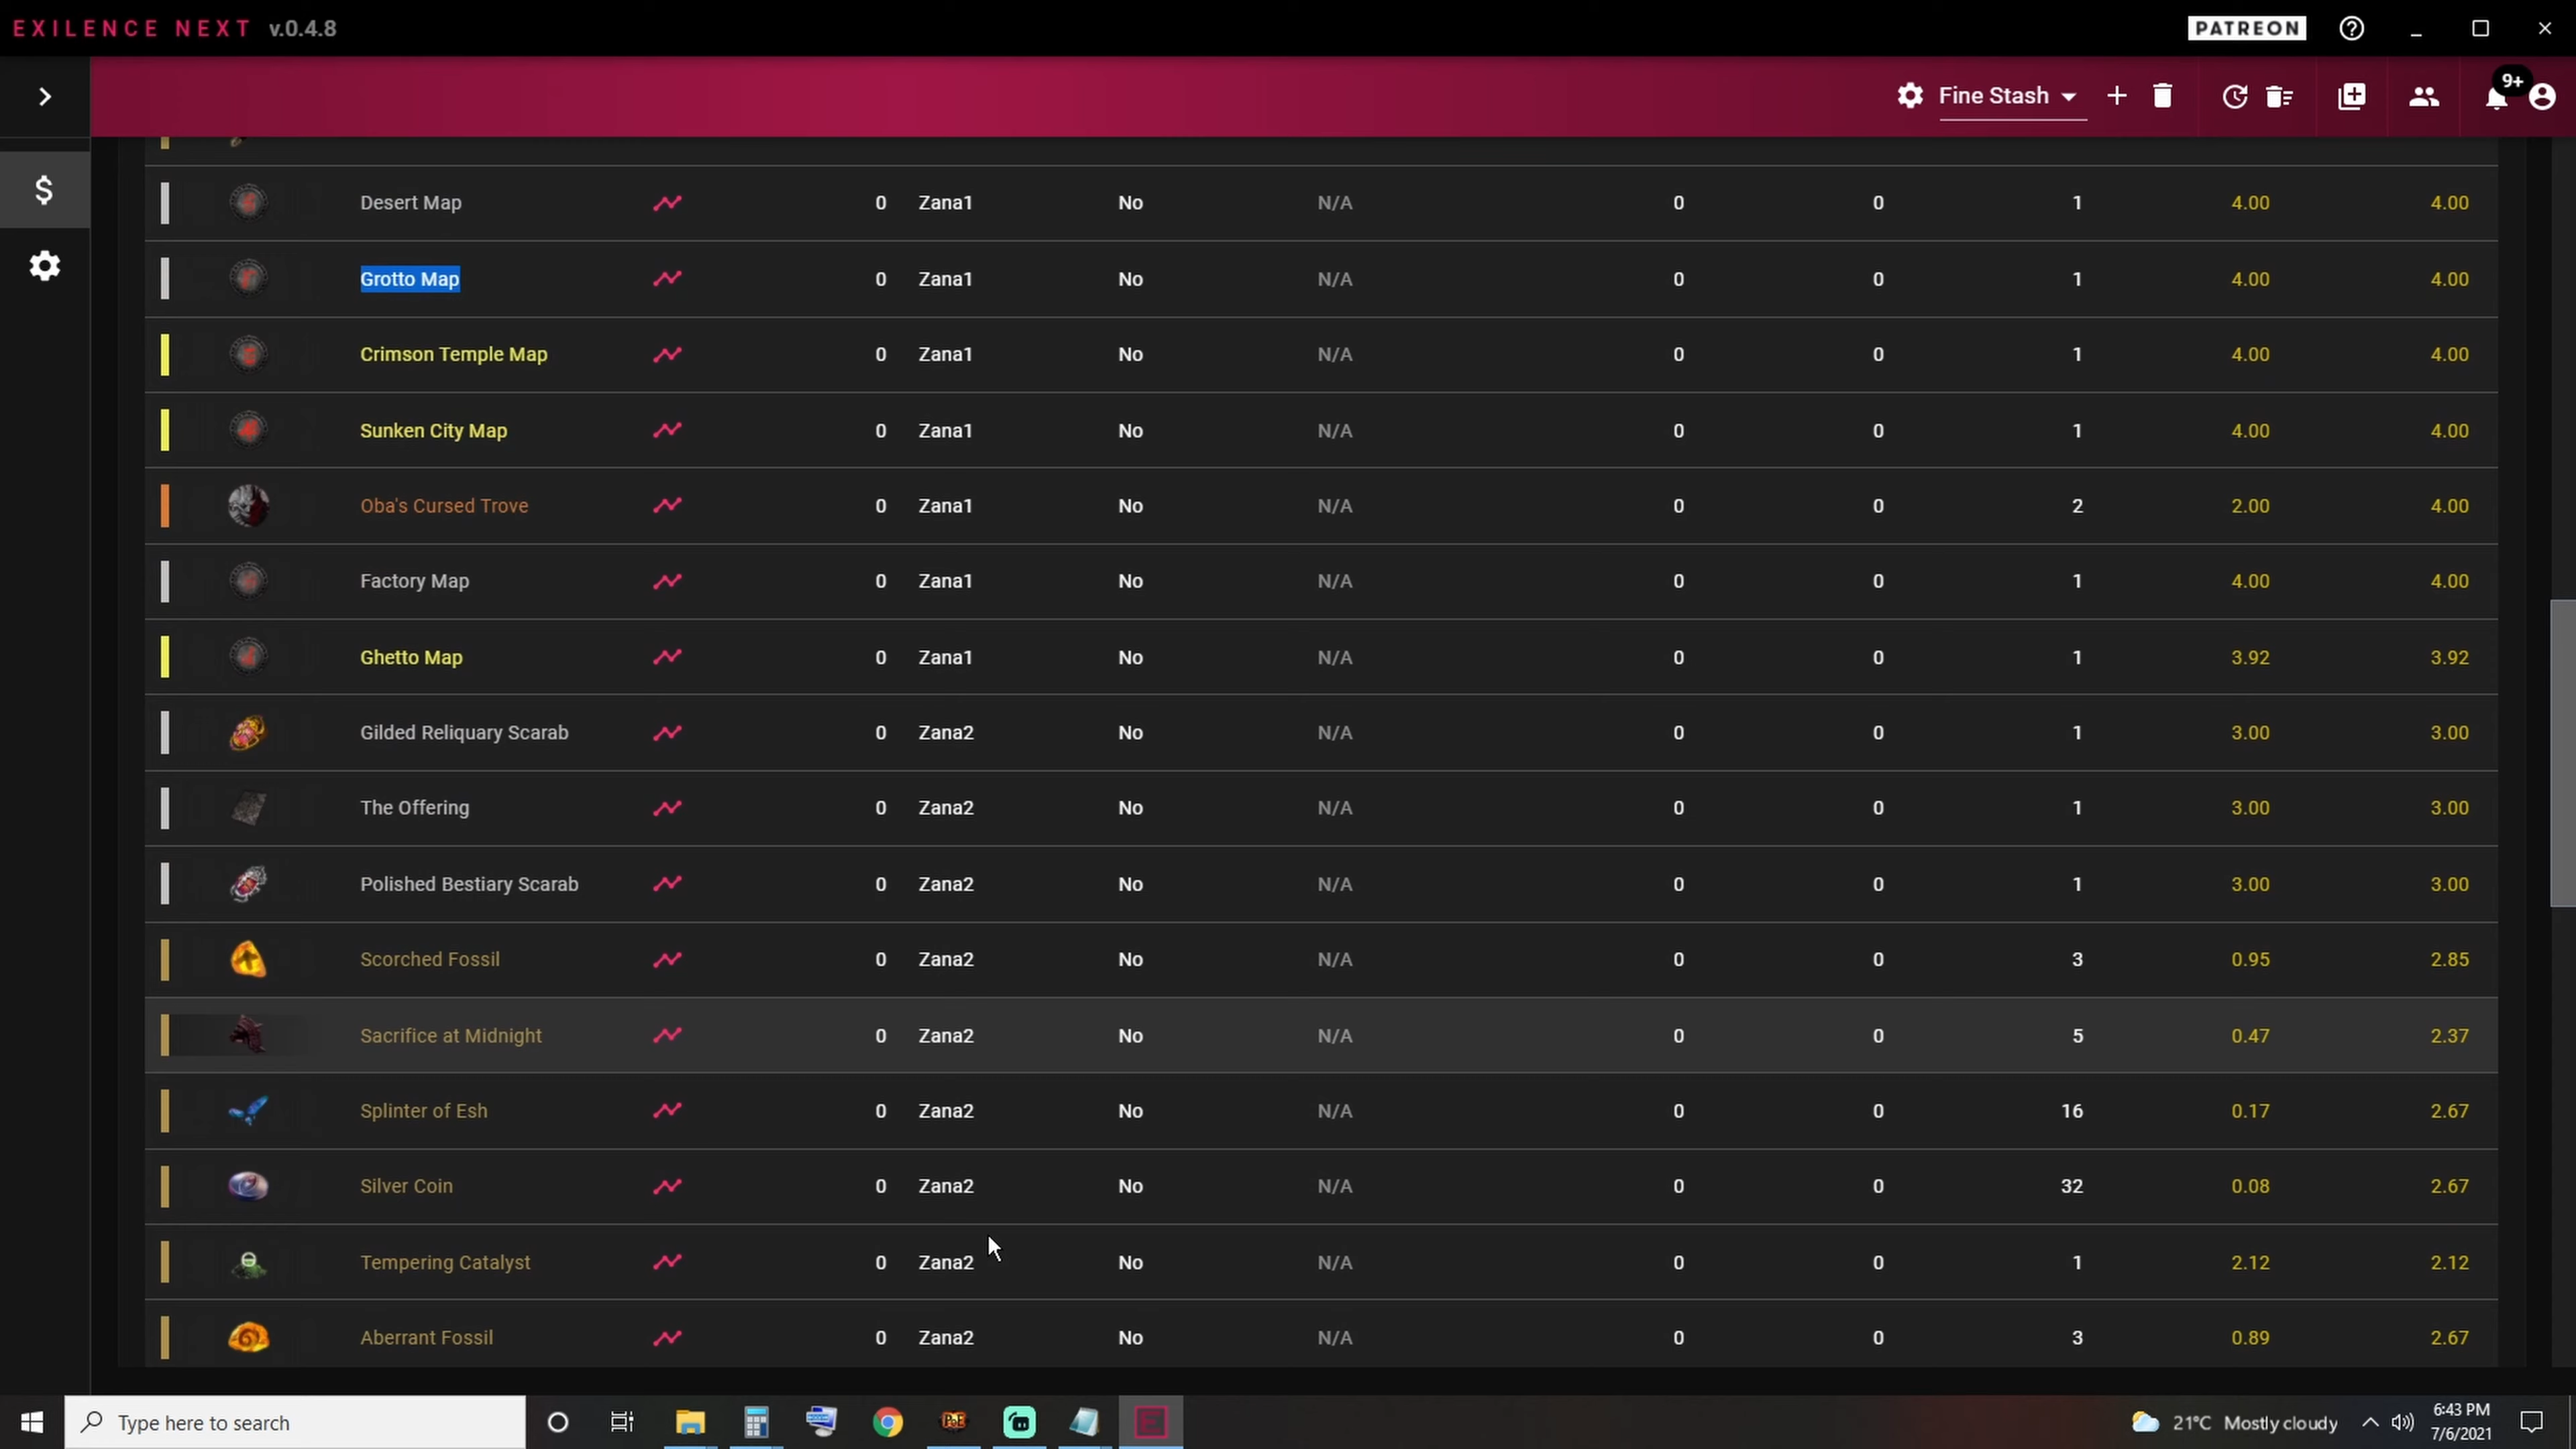 EXILENCE NEXT v.0.4.8 PATREON
Fine Stash 9+
Desert Map 0 Zana1 No N/A 0 0 1 4.00 4.00
Grotto Map 0 Zana1 No N/A 0 0 1 4.00 4.00
Crimson Temple Map 0 Zana1 No N/A 0 0 1 4.00 4.00
Sunken City Map 0 Zana1 No N/A 0 0 1 4.00 4.00
Oba's Cursed Trove 0 Zana1 No N/A 0 0 2 2.00 4.00
Factory Map 0 Zana1 No N/A 0 0 1 4.00 4.00
Ghetto Map 0 Zana1 No N/A 0 0 1 3.92 3.92
Gilded Reliquary Scarab 0 Zana2 No N/A 0 0 1 3.00 3.00
The Offering 0 Zana2 No N/A 0 0 1 3.00 3.00
Polished Bestiary Scarab 0 Zana2 No N/A 0 0 1 3.00 3.00
Scorched Fossil 0 Zana2 No N/A 0 0 3 0.95 2.85
Sacrifice at Midnight 0 Zana2 No N/A 0 0 5 0.47 2.37
Splinter of Esh 0 Zana2 No N/A 0 0 16 0.17 2.67
Silver Coin 0 Zana2 No N/A 0 0 32 0.08 2.67
Tempering Catalyst 0 Zana2 No N/A 0 0 1 2.12 2.12
Aberrant Fossil 0 Zana2 No N/A 0 0 3 0.89 2.67
Type here to search PoE E 21°C Mostly cloudy 6:43 PM
7/6/2021